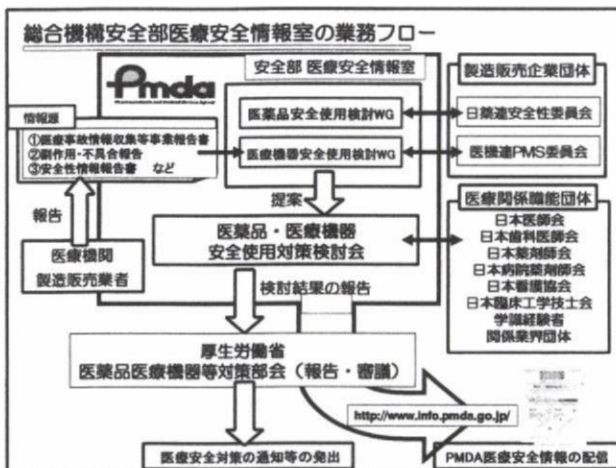 総合機構安全部医療安全情報室の業務フロー
Pmda
安全部 医療安全情報室
情報源
①医療事故情報収集等事業報告書
②副作用・不具合報告
③安全性情報報告書 など
医薬品安全使用検討WG
医療機器安全使用検討WG
製造販売企業団体
日薬連安全性委員会
医機連PMS委員会
報告
医療機関
製造販売業者
提案
医薬品・医療機器
安全使用対策検討会
医療関係職能団体
日本医師会
日本歯科医師会
日本薬剤師会
日本病院薬剤師会
日本看護協会
日本臨床工学技士会
学識経験者
関係業界団体
検討結果の報告
厚生労働省
医薬品医療機器等対策部会（報告・審議）
http://www.info.pmda.go.jp/
医療安全対策の通知等の発出
PMDA医療安全情報の配信